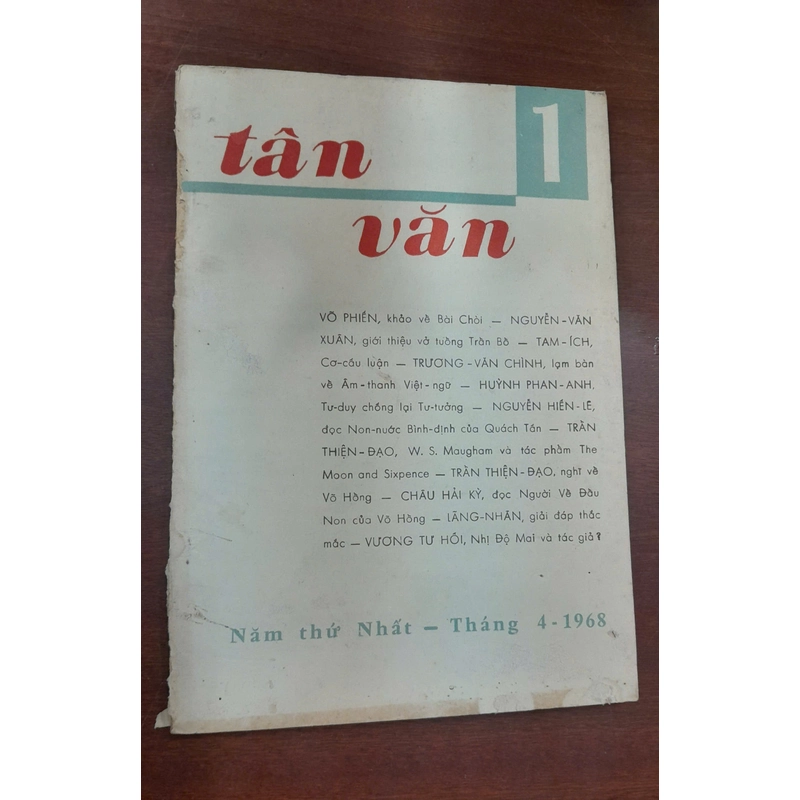 tân
1
văn
VÕ PHIẾN, khảo về Bài Chòi — NGUYỄN-VĂN
XUÂN, giới thiệu vở tuồng Trần Bồ — TAM-ÍCH,
Cơ-cấu luận — TRƯƠNG-VĂN CHÌNH, lạm bàn
về Âm-thanh Việt-ngữ — HUỲNH PHAN-ANH,
Tư-duy chống lại Tư-tưởng — NGUYỄN HIẾN-LÊ,
đọc Non-nước Bình-định của Quách Tấn — TRẦN
THIỆN-ĐẠO, W. S. Maugham và tác phẩm The
Moon and Sixpence — TRẦN THIỆN-ĐẠO, nghĩ về
Võ Hồng — CHÂU HẢI KỲ, đọc Người Về Đầu
Non của Võ Hồng — LÃNG-NHÂN, giải đáp thắc
mắc — VƯƠNG TƯ HỒI, Nhị Độ Mai và tác giả?
Năm thứ Nhất — Tháng 4-1968